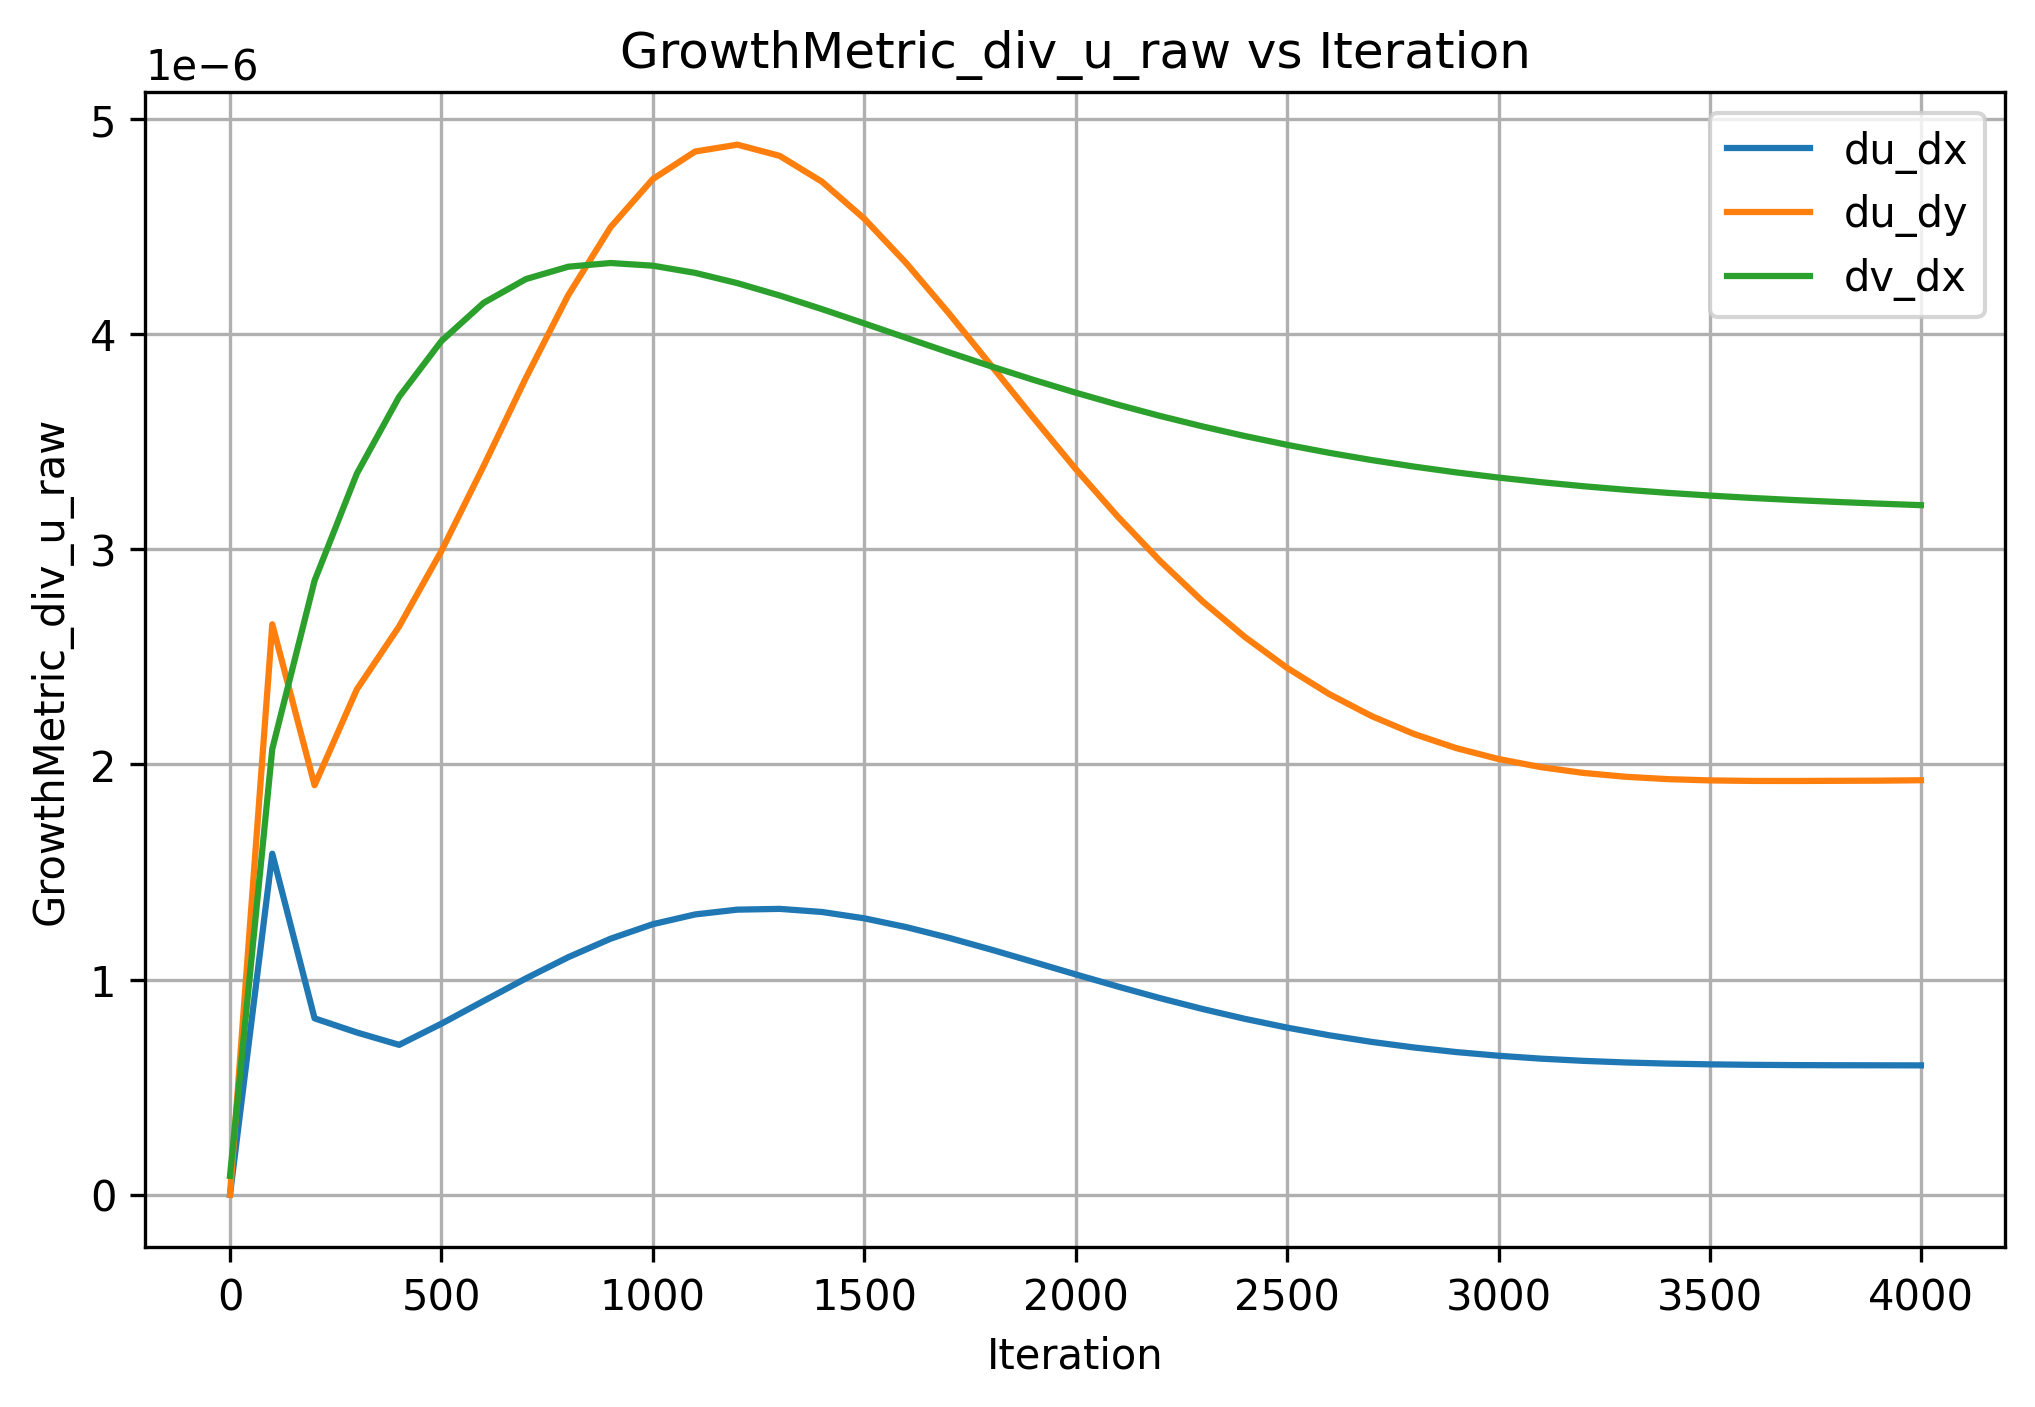 GrowthMetric_div_u_raw vs Iteration
1e−6
5
4
3
2
1
0
GrowthMetric_div_u_raw
du_dx
du_dy
dv_dx
0 500 1000 1500 2000 2500 3000 3500 4000
Iteration